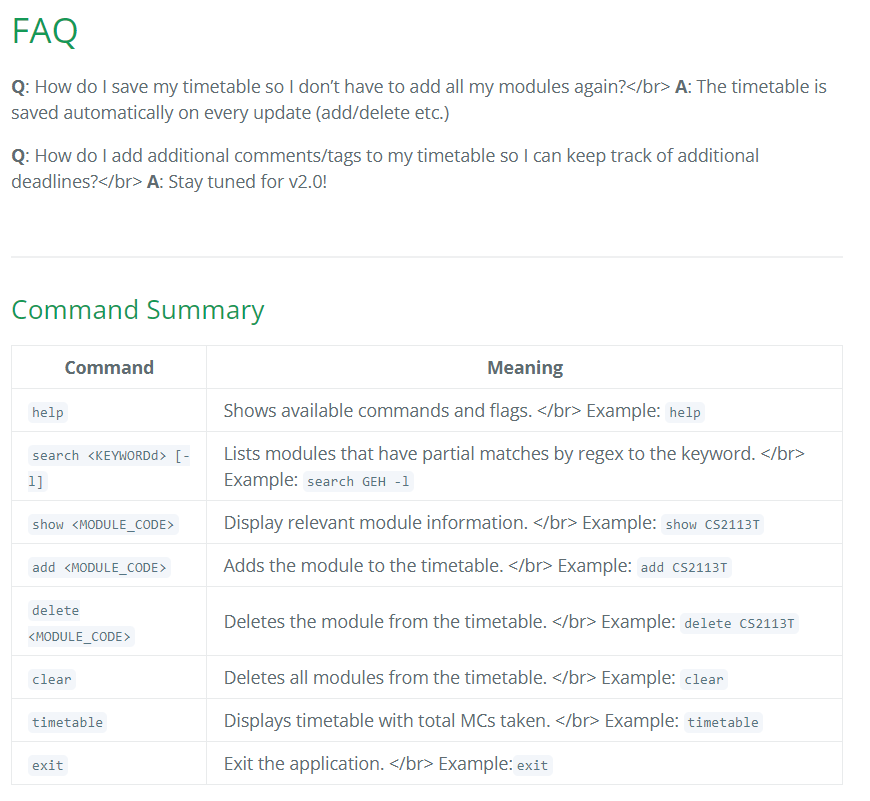 FAQ
Q: How do I save my timetable so I don’t have to add all my modules again?</br> A: The timetable is
saved automatically on every update (add/delete etc.)
Q: How do I add additional comments/tags to my timetable so I can keep track of additional
deadlines?</br> A: Stay tuned for v2.0!
Command Summary
Command Meaning
help Shows available commands and flags. </br> Example: help
search <KEYWORDd> [-
l]
Lists modules that have partial matches by regex to the keyword. </br>
Example: search GEH -l
show <MODULE_CODE> Display relevant module information. </br> Example: show CS2113T
add <MODULE_CODE> Adds the module to the timetable. </br> Example: add CS2113T
delete
<MODULE_CODE>
Deletes the module from the timetable. </br> Example: delete CS2113T
clear Deletes all modules from the timetable. </br> Example: clear
timetable Displays timetable with total MCs taken. </br> Example: timetable
exit Exit the application. </br> Example: exit